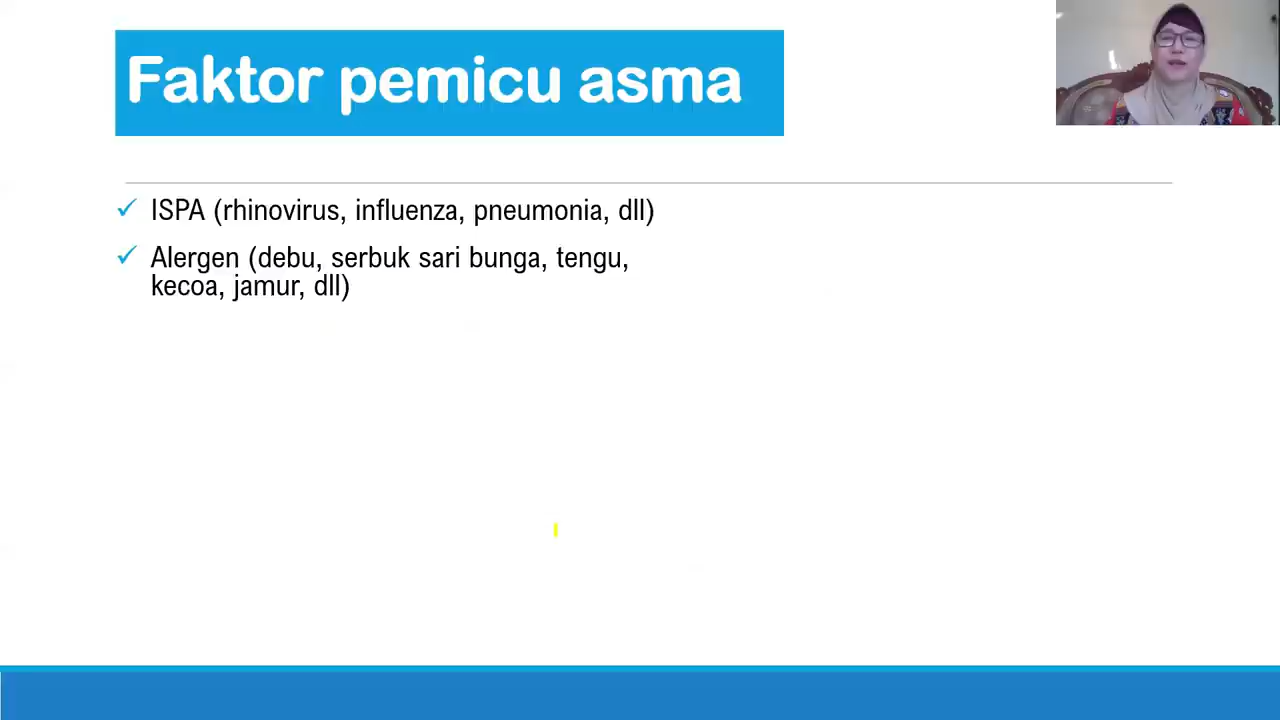 Faktor pemicu asma
ISPA (rhinovirus, influenza, pneumonia, dll)
Alergen (debu, serbuk sari bunga, tengu,
kecoa, jamur, dll)